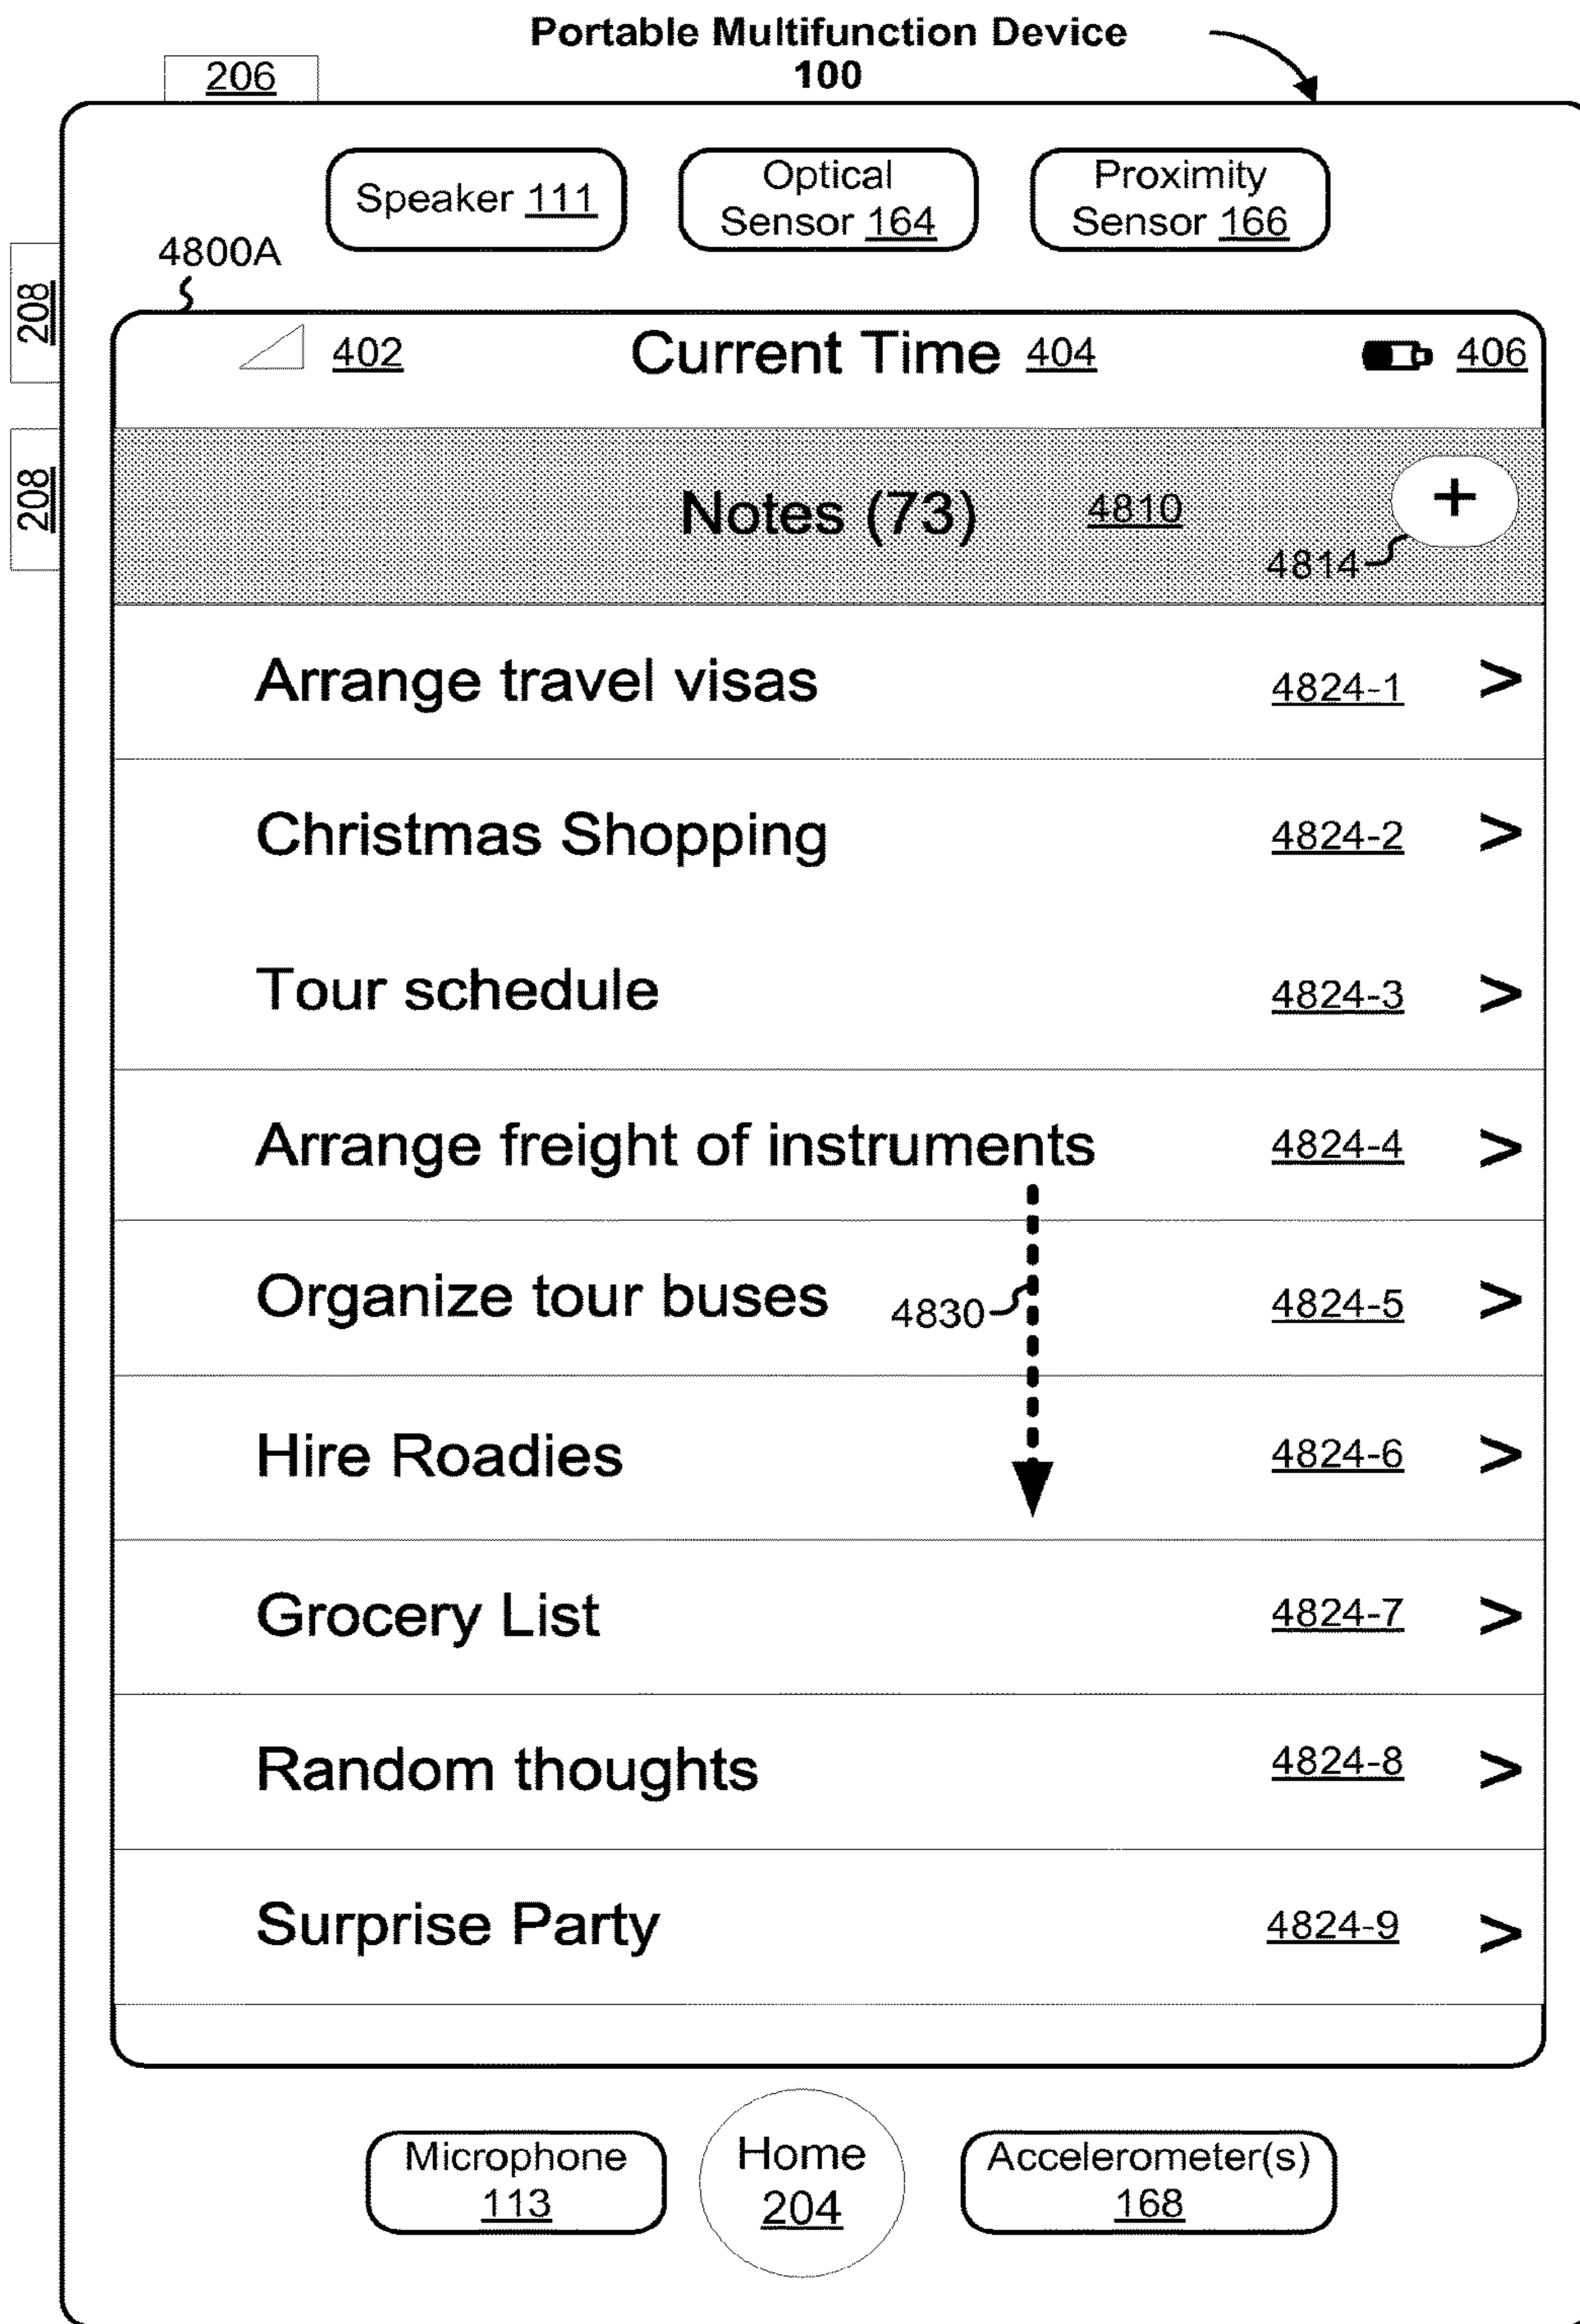 Portable Multifunction Device
100
206
Speaker 111
Optical
Sensor 164
Proximity
Sensor 166
4800A
208
208
402
Current Time 404
406
Notes (73) 4810
+
4814
Arrange travel visas 4824-1 >
Christmas Shopping 4824-2 >
Tour schedule 4824-3 >
Arrange freight of instruments 4824-4 >
Organize tour buses 4830 4824-5 >
Hire Roadies 4824-6 >
Grocery List 4824-7 >
Random thoughts 4824-8 >
Surprise Party 4824-9 >
Microphone
113
Home
204
Accelerometer(s)
168